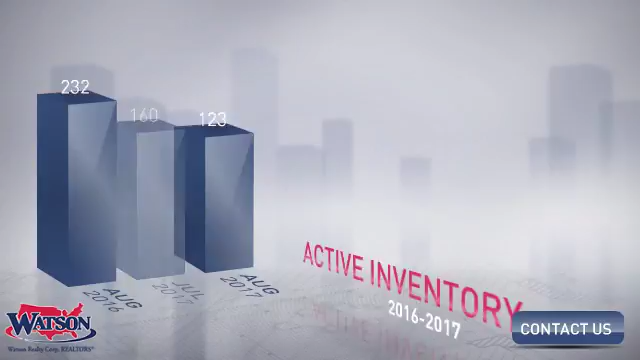 232
160
123
AUG
2016
JUL
2017
AUG
2017
ACTIVE INVENTORY
2016-2017
WATSON
Watson Realty Corp. REALTORS®
CONTACT US